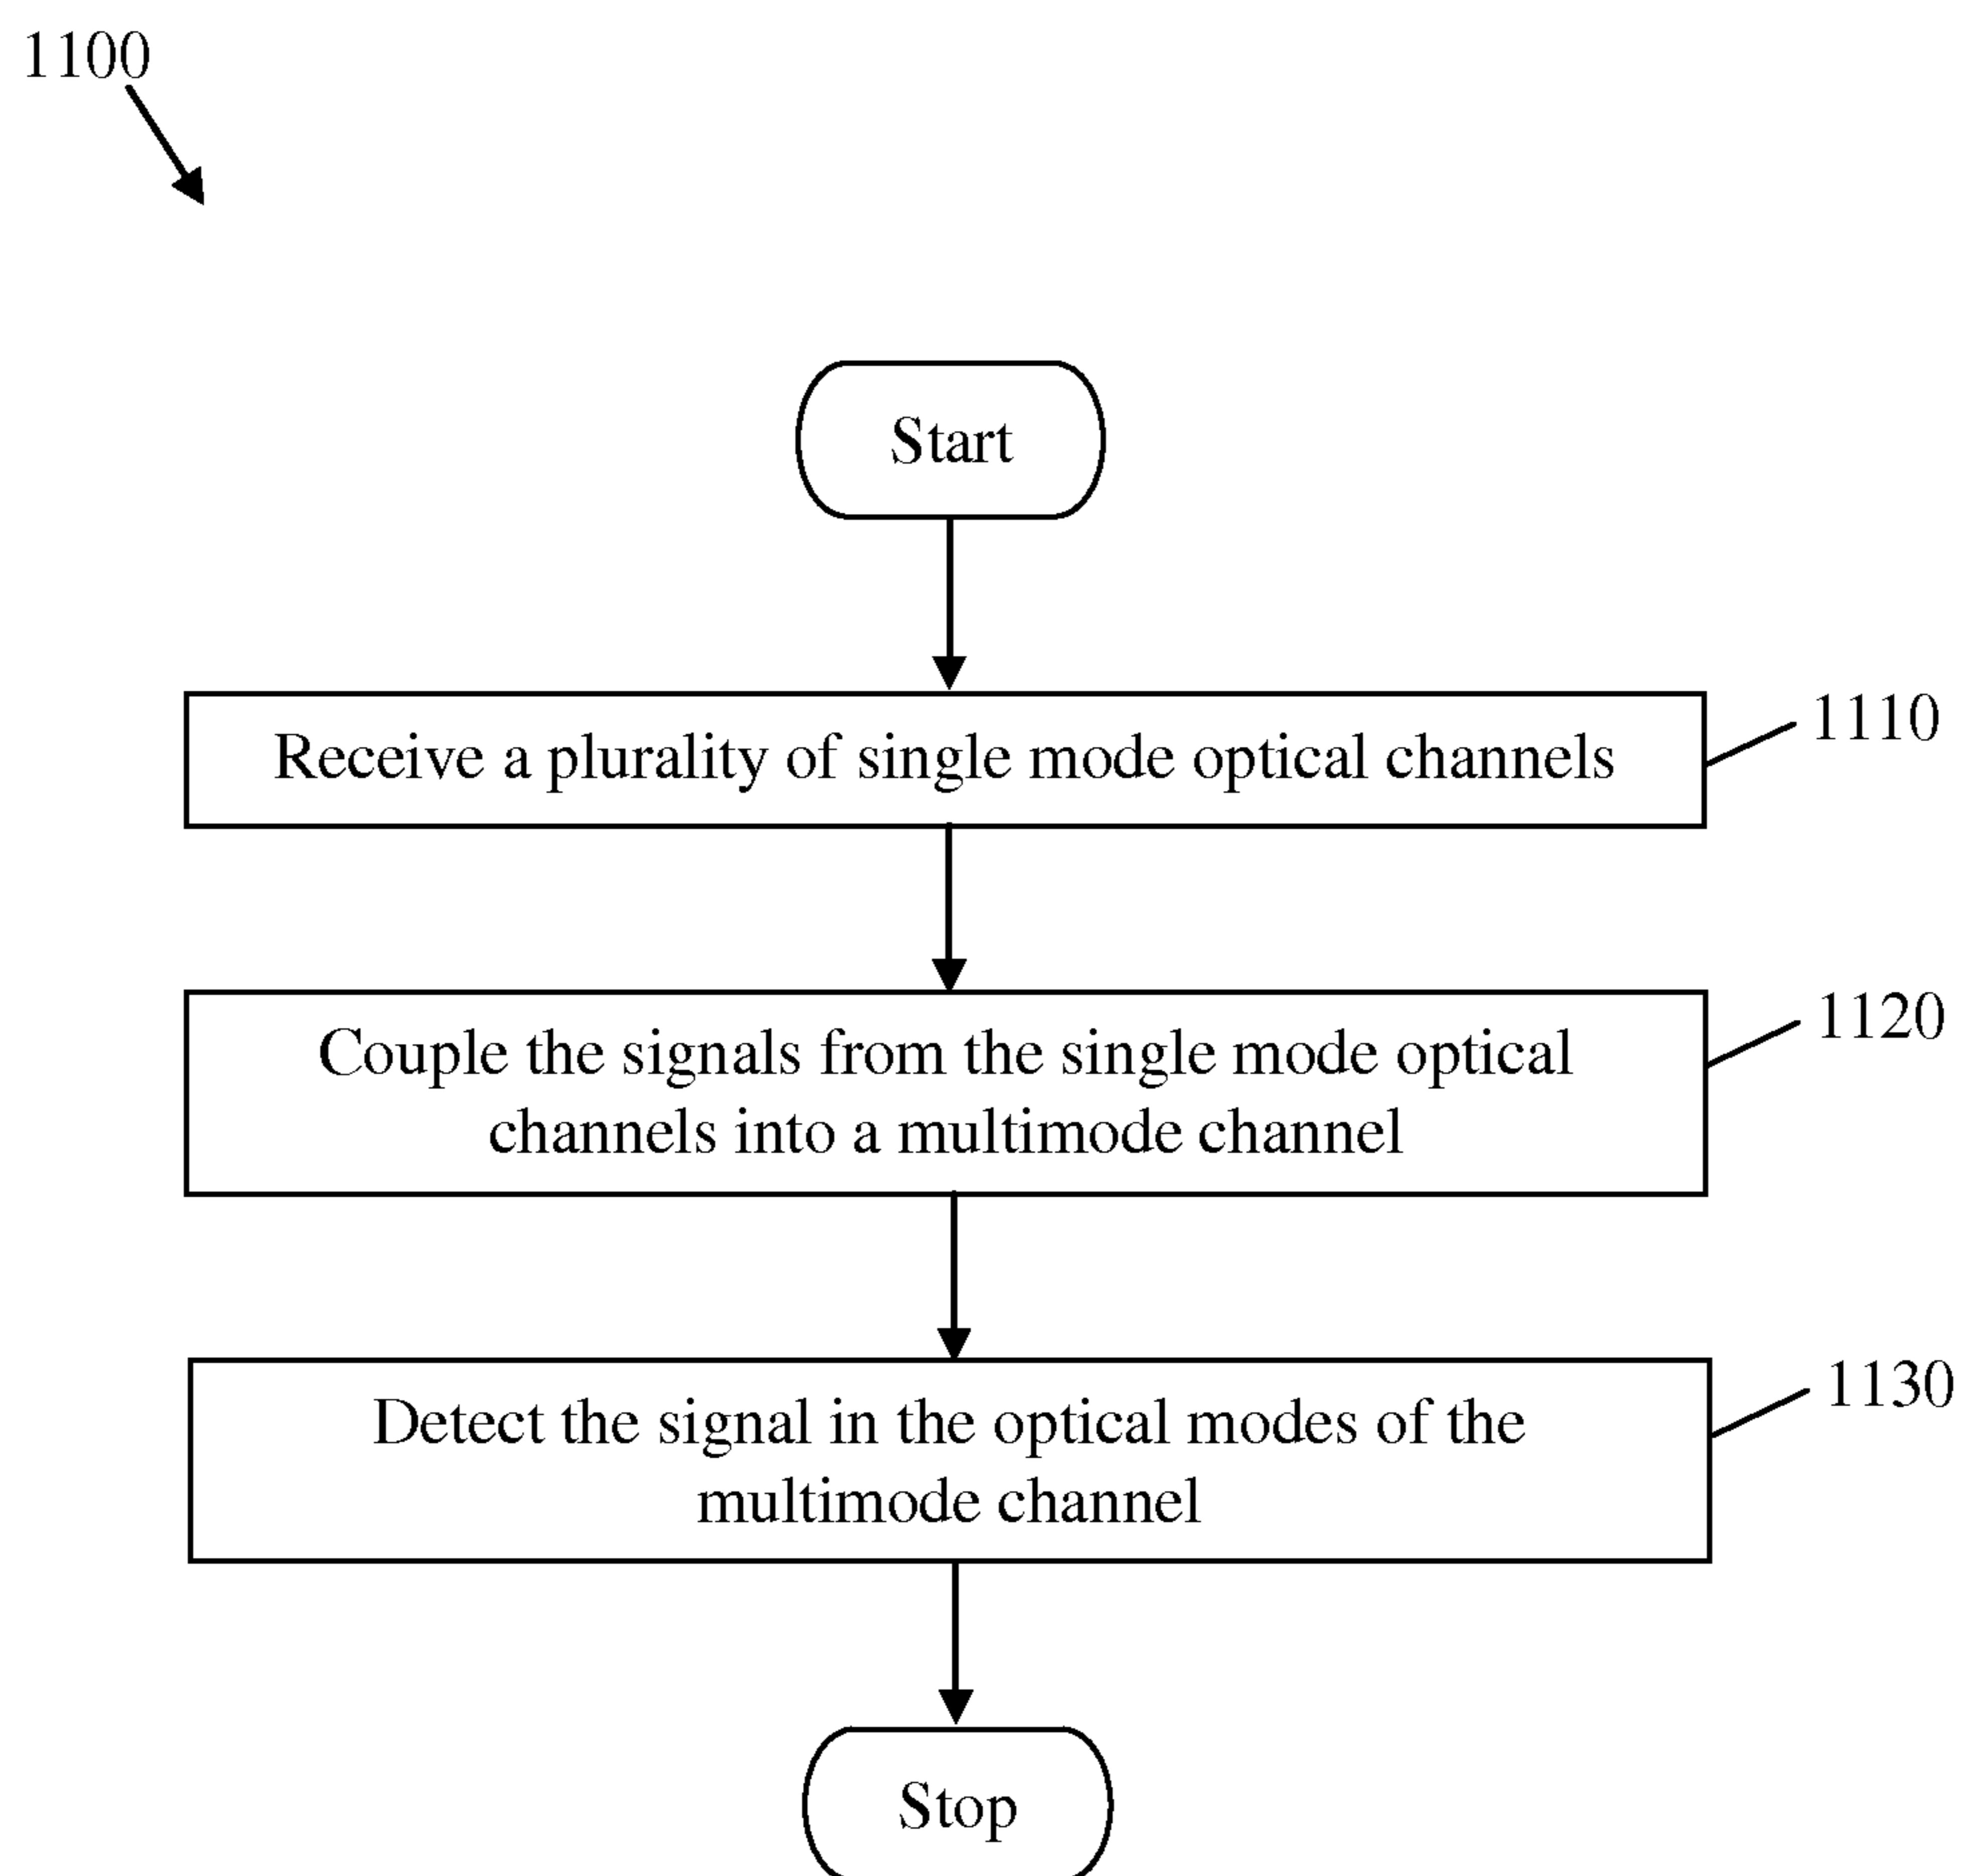 1100
Start
Receive a plurality of single mode optical channels
1110
Couple the signals from the single mode optical
channels into a multimode channel
1120
Detect the signal in the optical modes of the
multimode channel
1130
Stop